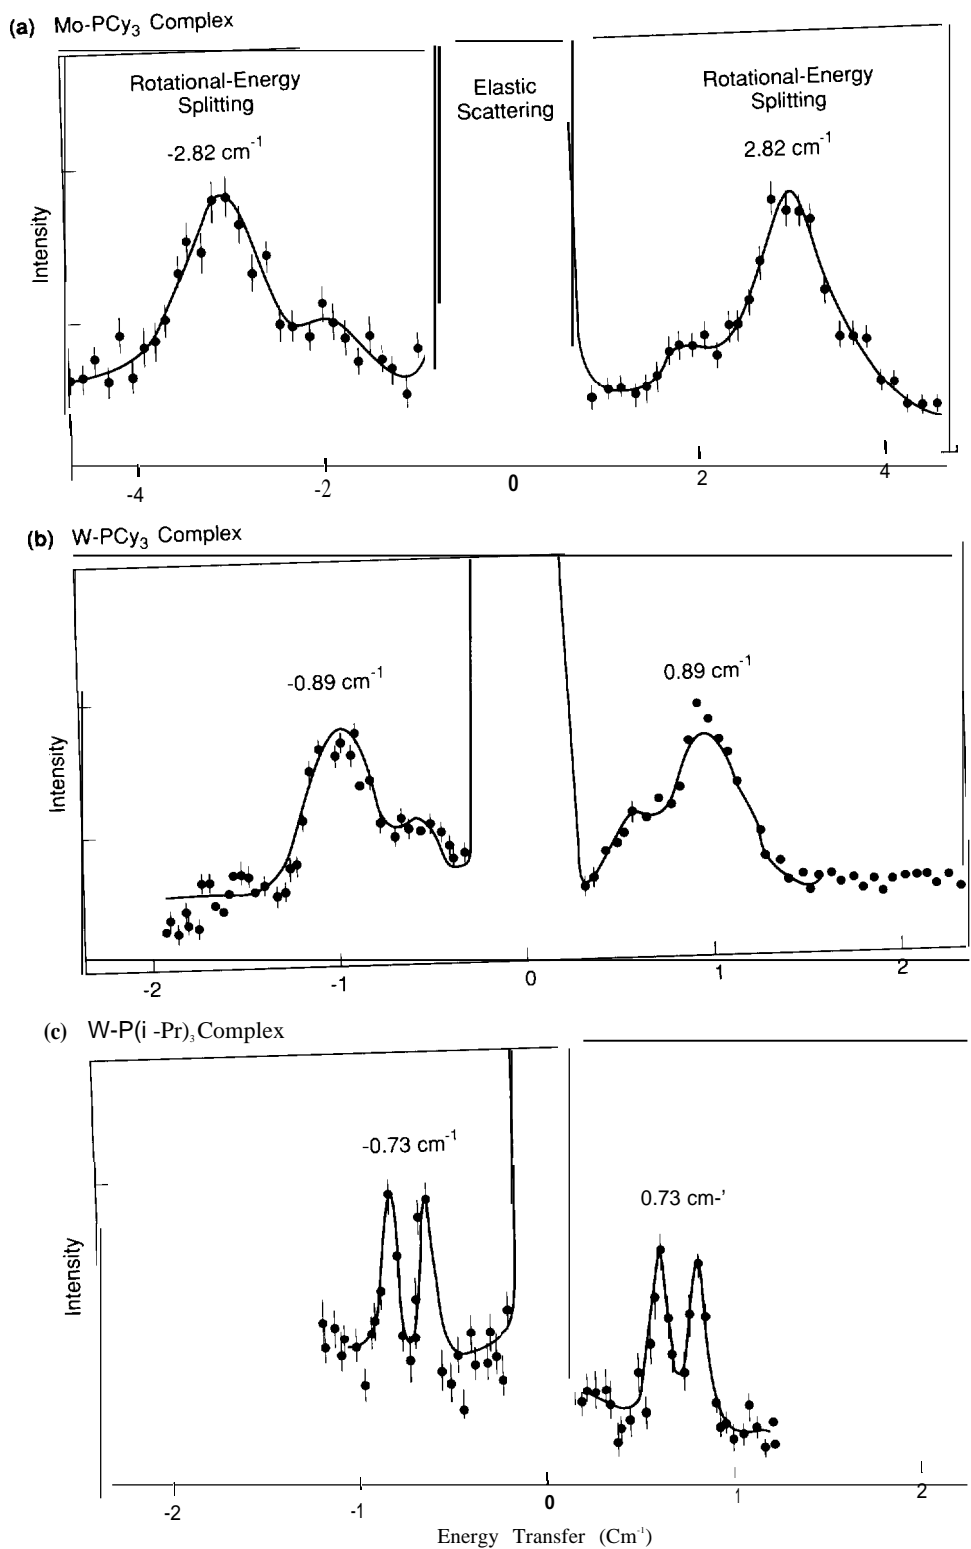 (a) Mo-PCy₃ Complex
Rotational-Energy
Splitting
-2.82 cm⁻¹
Elastic
Scattering
Rotational-Energy
Splitting
2.82 cm⁻¹
Intensity
-4 -2 0 2 4
(b) W-PCy₃ Complex
-0.89 cm⁻¹
0.89 cm⁻¹
Intensity
-2 -1 0 1 2
(c) W-P(i -Pr)₃ Complex
-0.73 cm⁻¹
0.73 cm-'
Intensity
-2 -1 0 1 2
Energy Transfer (Cm⁻¹)